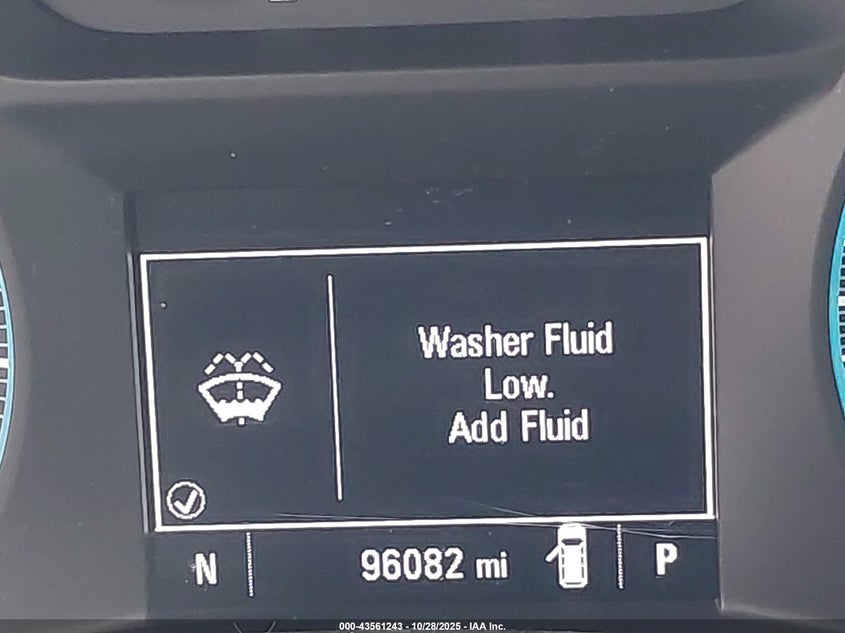 Washer Fluid
Low.
Add Fluid
N 96082 mi P
000-43561243 - 10/28/2025 - IAA Inc.